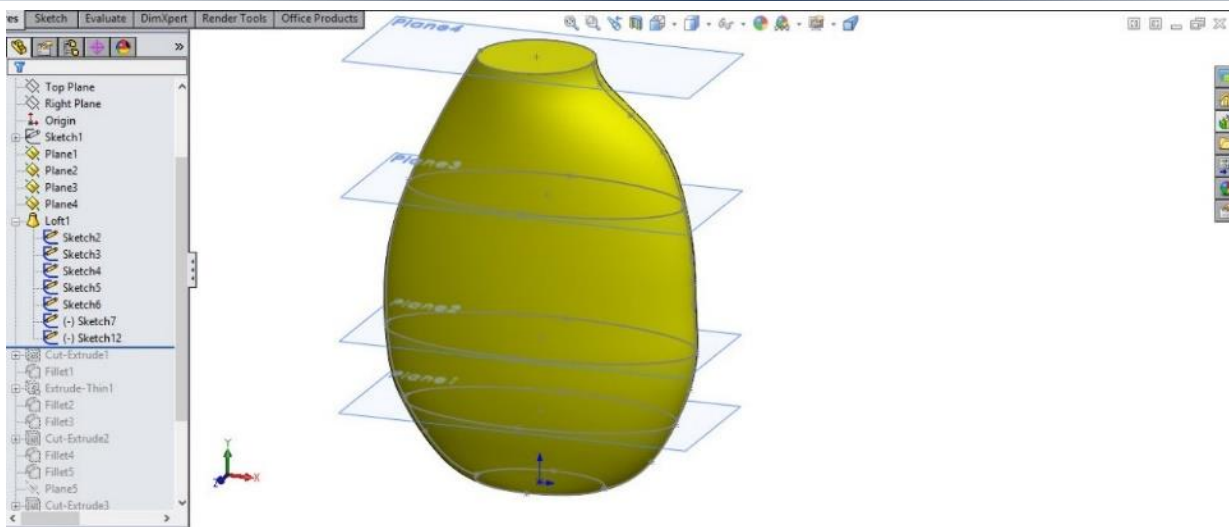 es Sketch Evaluate DimXpert Render Tools Office Products
»
Top Plane
Right Plane
Origin
Sketch1
Plane1
Plane2
Plane3
Plane4
Loft1
Sketch2
Sketch3
Sketch4
Sketch5
Sketch6
(-) Sketch7
(-) Sketch12
Cut-Extrude1
Fillet1
Extrude-Thin1
Fillet2
Fillet3
Cut-Extrude2
Fillet4
Fillet5
Plane5
Cut-Extrude3
Plane4
Plane3
Plane2
Plane1
Y
Z X